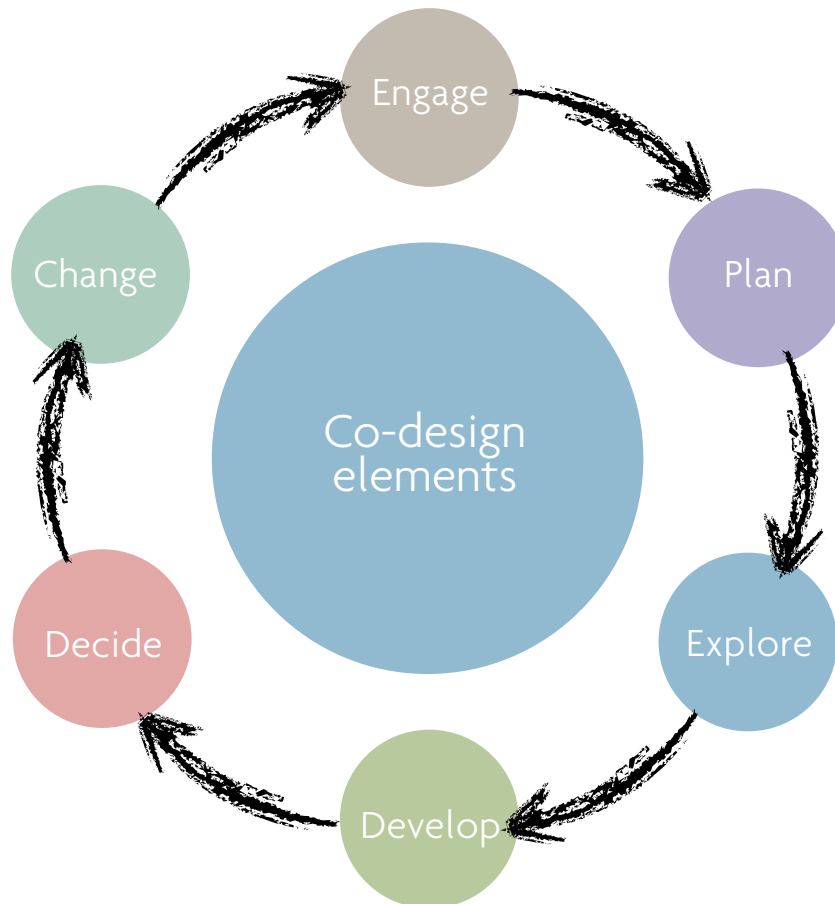 Engage
Plan
Change
Co-design
elements
Explore
Decide
Develop